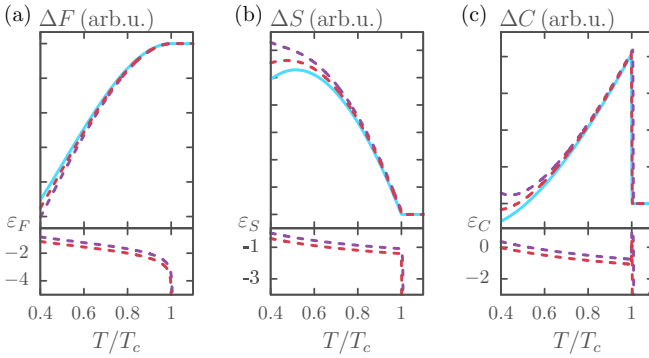 (a) ΔF (arb.u.) (b) ΔS (arb.u.) (c) ΔC (arb.u.)
ε_F ε_S ε_C
−2 -1 0
−4 -3 −2
0.4 0.6 0.8 1 0.4 0.6 0.8 1 0.4 0.6 0.8 1
T/T_c T/T_c T/T_c